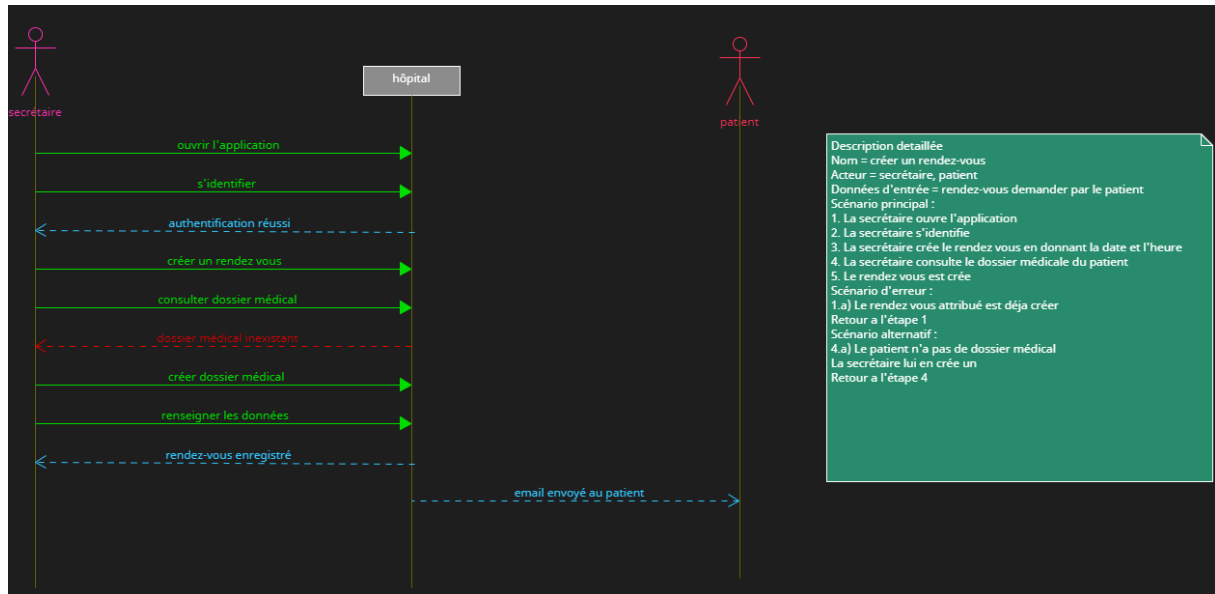 hôpital
secrétaire
patient
ouvrir l'application
s'identifier
authentification réussi
créer un rendez vous
consulter dossier médical
dossier médical inexistant
créer dossier médical
renseigner les données
rendez-vous enregistré
email envoyé au patient
Description detaillée
Nom = créer un rendez-vous
Acteur = secrétaire, patient
Données d'entrée = rendez-vous demander par le patient
Scénario principal :
1. La secrétaire ouvre l'application
2. La secrétaire s'identifie
3. La secrétaire crée le rendez vous en donnant la date et l'heure
4. La secrétaire consulte le dossier médicale du patient
5. Le rendez vous est crée
Scénario d'erreur :
1.a) Le rendez vous attribué est déja créer
Retour a l'étape 1
Scénario alternatif :
4.a) Le patient n'a pas de dossier médical
La secrétaire lui en crée un
Retour a l'étape 4